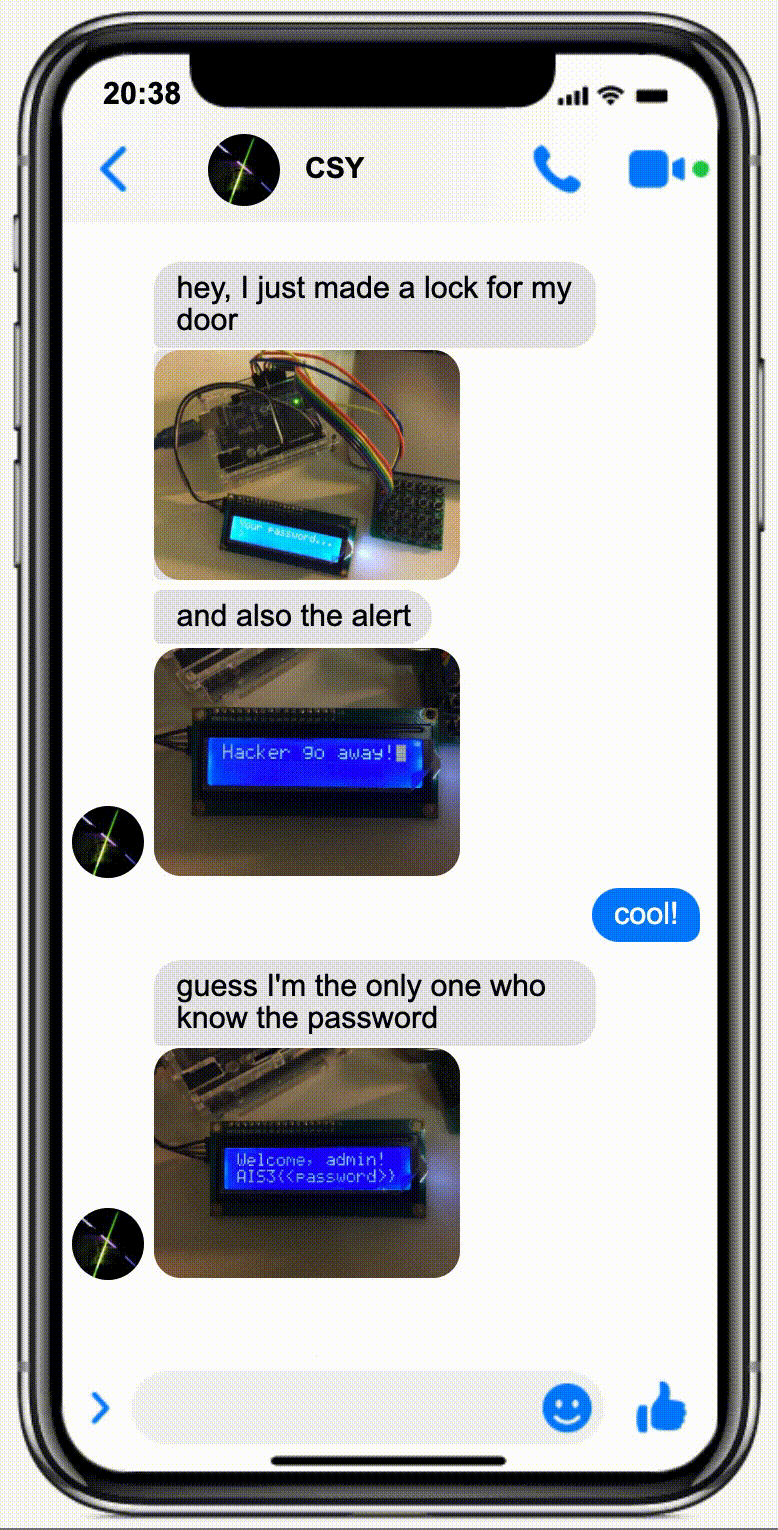 20:38
CSY
hey, I just made a lock for my
door
Your Password...
and also the alert
Hacker go away!
cool!
guess I'm the only one who
know the password
Welcome, admin!
AIS3{<password>}